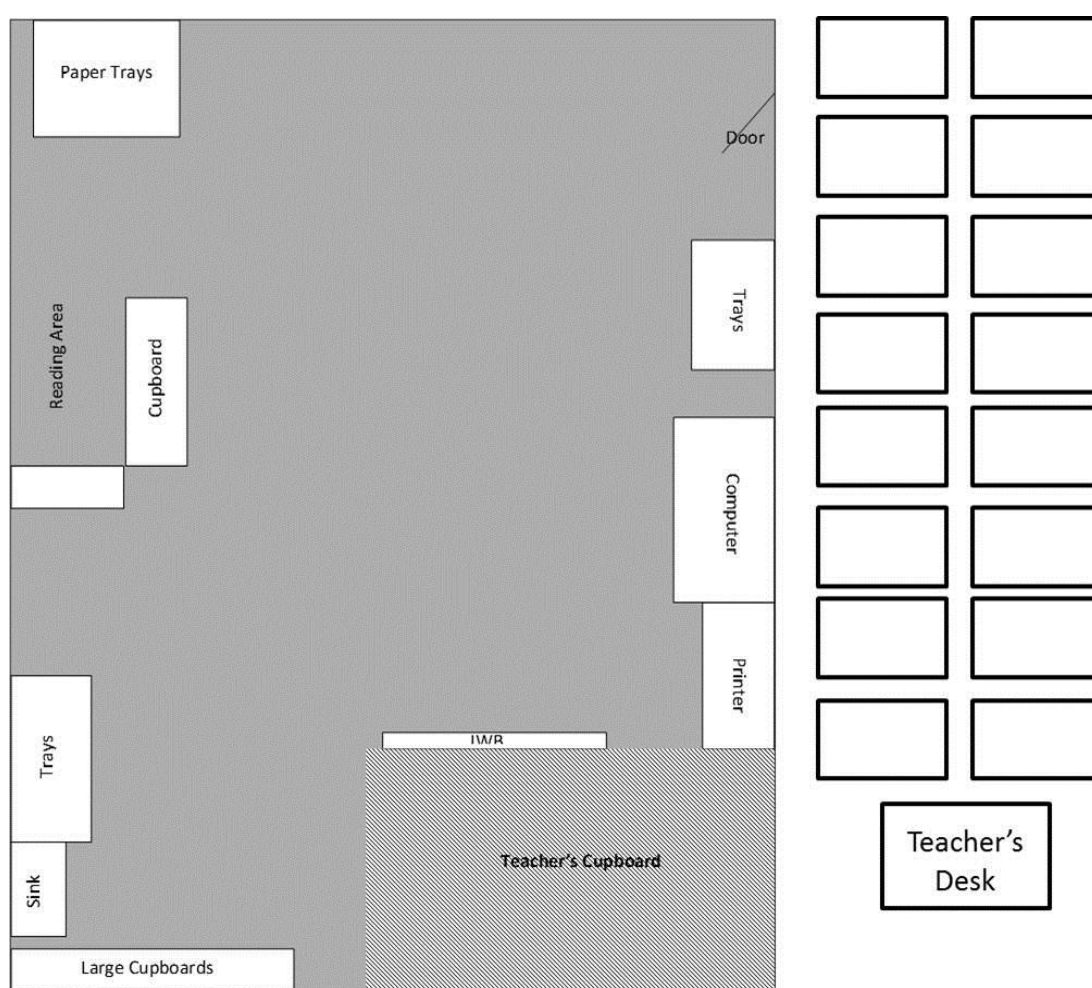 Paper Trays
Door
Trays
Reading Area
Cupboard
Computer
Printer
Trays
IWB
Teacher's Cupboard
Teacher's
Desk
Sink
Large Cupboards